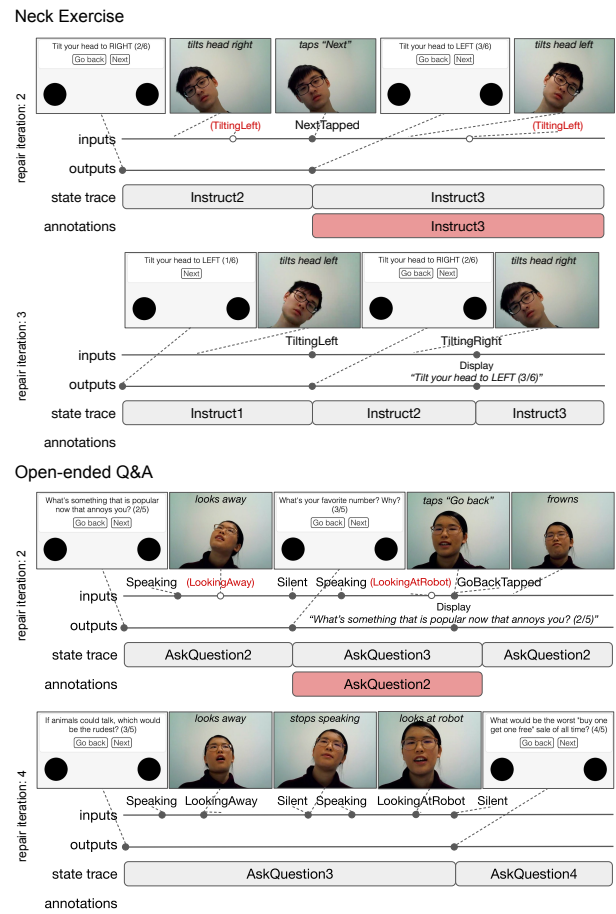 Neck Exercise
repair iteration: 2
Tilt your head to RIGHT (2/6)
Go back Next
tilts head right
taps “Next”
Tilt your head to LEFT (3/6)
Go back Next
tilts head left
(TiltingLeft)
NextTapped
(TiltingLeft)
inputs
outputs
state trace
Instruct2
Instruct3
annotations
Instruct3
repair iteration: 3
Tilt your head to LEFT (1/6)
Next
tilts head left
Tilt your head to RIGHT (2/6)
Go back Next
tilts head right
TiltingLeft
TiltingRight
inputs
Display
“Tilt your head to LEFT (3/6)”
outputs
state trace
Instruct1
Instruct2
Instruct3
annotations
Open-ended Q&A
repair iteration: 2
What's something that is popular
now that annoys you? (2/5)
Go back Next
looks away
What's your favorite number? Why?
(3/5)
Go back Next
taps “Go back”
frowns
Speaking
(LookingAway)
Silent
Speaking
(LookingAtRobot)
GoBackTapped
inputs
Display
“What's something that is popular now that annoys you? (2/5)”
outputs
state trace
AskQuestion2
AskQuestion3
AskQuestion2
annotations
AskQuestion2
repair iteration: 4
If animals could talk, which would
be the rudest? (3/5)
Go back Next
looks away
stops speaking
looks at robot
What would be the worst "buy one
get one free" sale of all time? (4/5)
Go back Next
Speaking
LookingAway
Silent
Speaking
LookingAtRobot
Silent
inputs
outputs
state trace
AskQuestion3
AskQuestion4
annotations